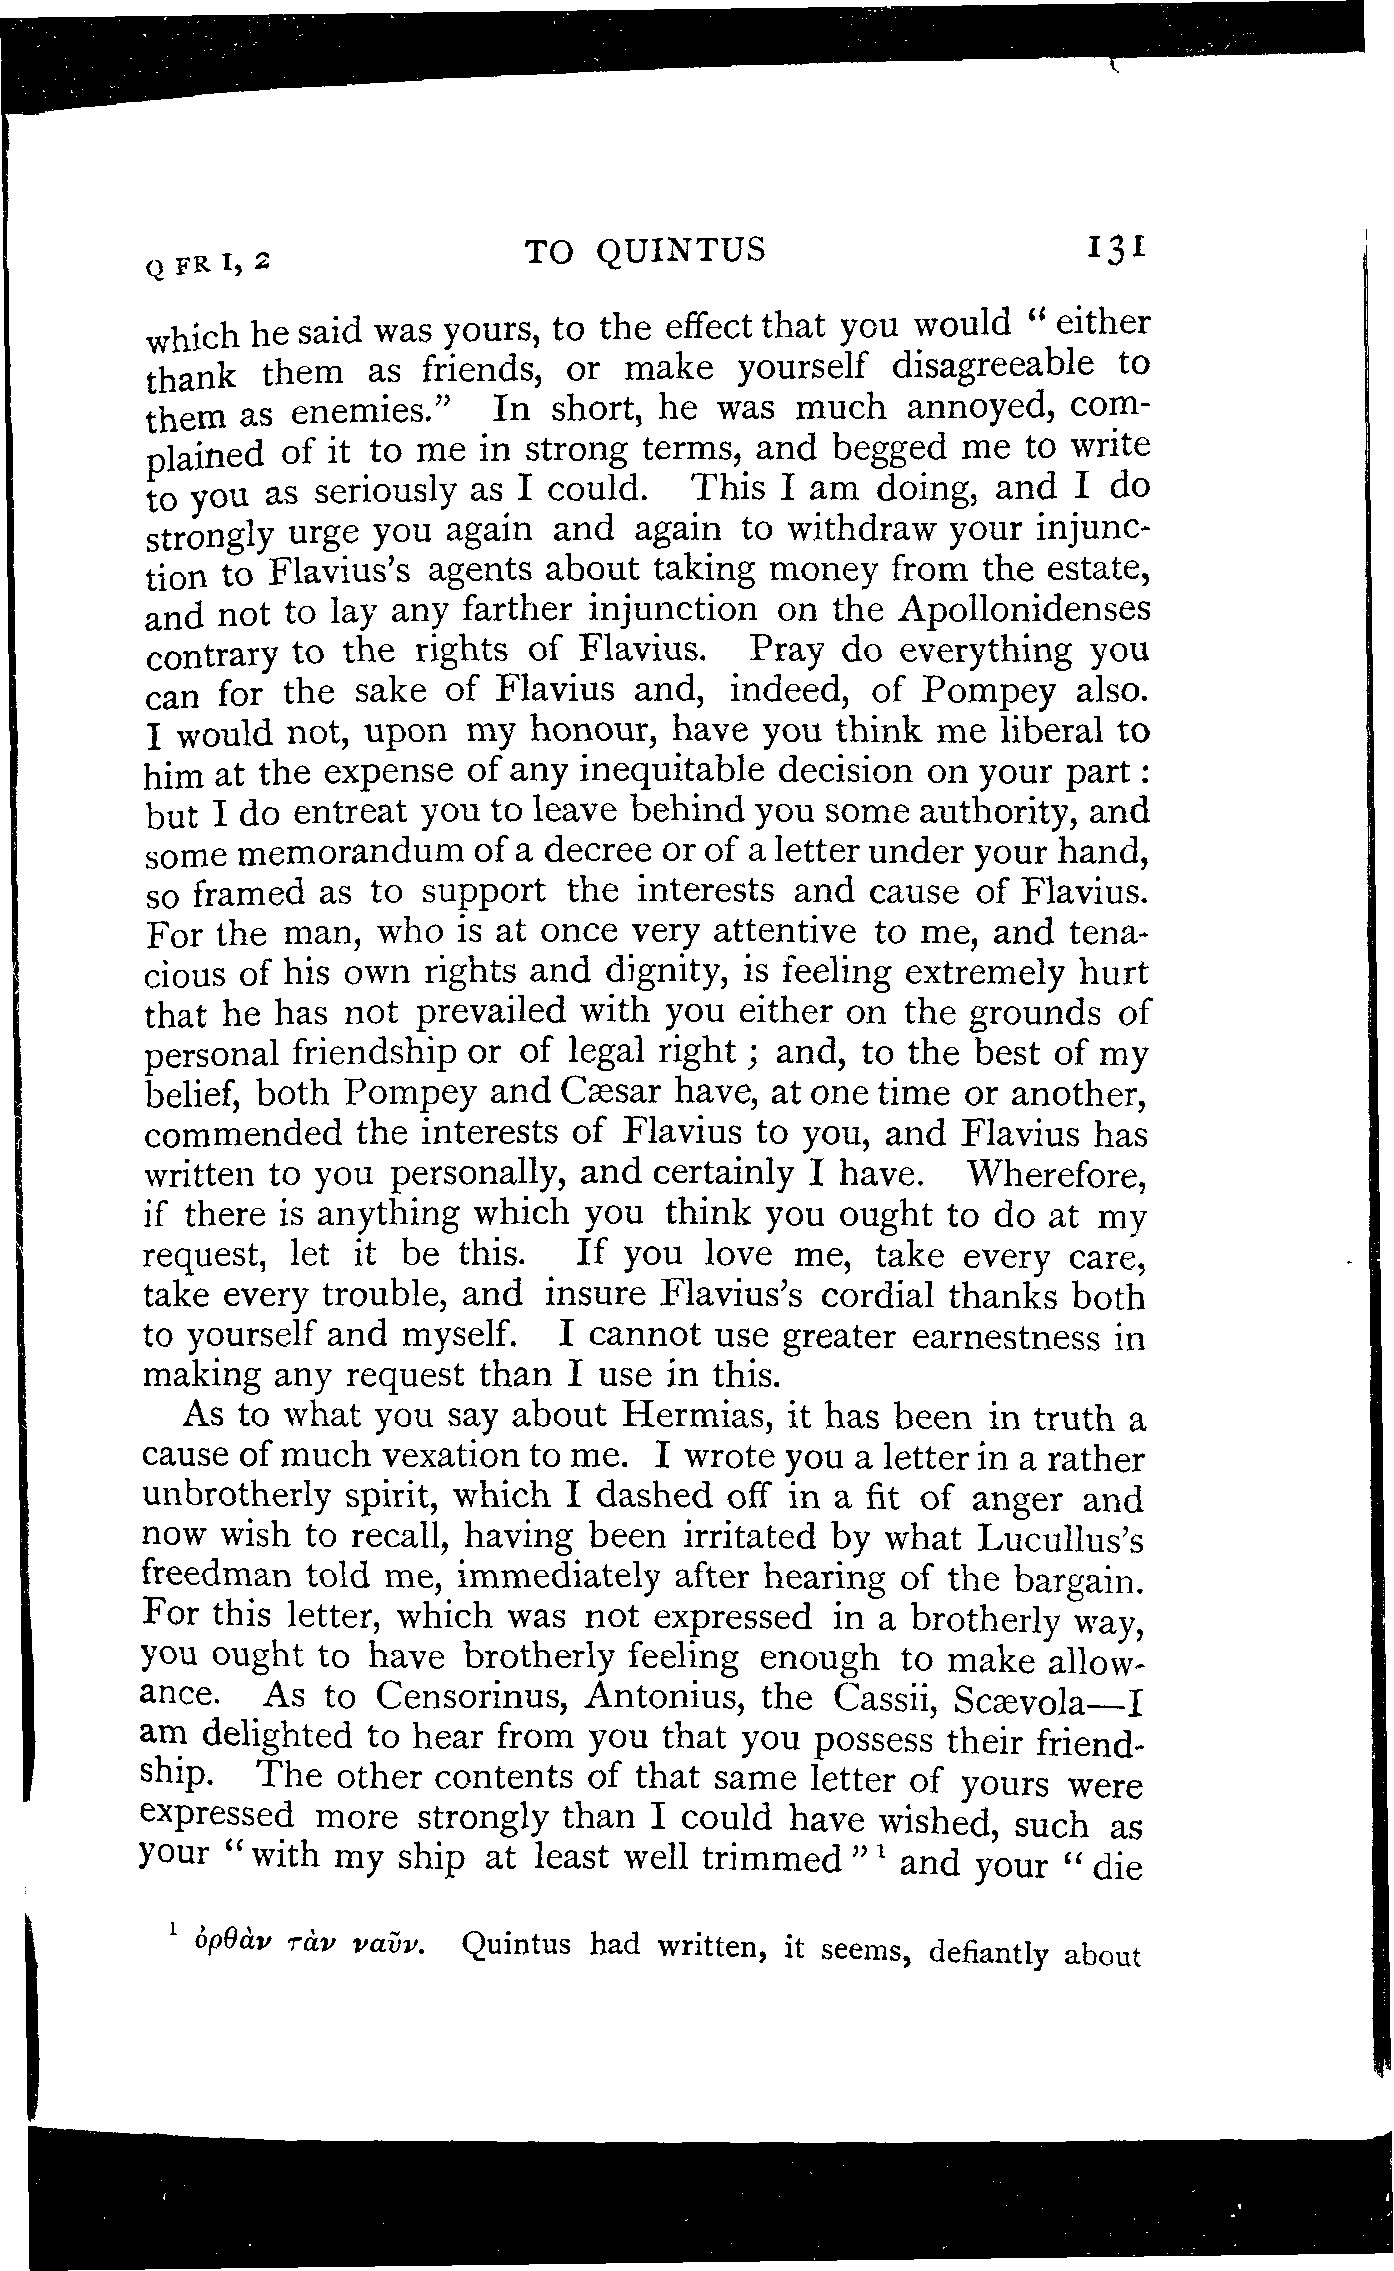 Q FR I, 2 TO QUINTUS 131
which he said was yours, to the effect that you would “ either
thank them as friends, or make yourself disagreeable to
them as enemies.” In short, he was much annoyed, com-
plained of it to me in strong terms, and begged me to write
to you as seriously as I could. This I am doing, and I do
strongly urge you again and again to withdraw your injunc-
tion to Flavius's agents about taking money from the estate,
and not to lay any farther injunction on the Apollonidenses
contrary to the rights of Flavius. Pray do everything you
can for the sake of Flavius and, indeed, of Pompey also.
I would not, upon my honour, have you think me liberal to
him at the expense of any inequitable decision on your part :
but I do entreat you to leave behind you some authority, and
some memorandum of a decree or of a letter under your hand,
so framed as to support the interests and cause of Flavius.
For the man, who is at once very attentive to me, and tena-
cious of his own rights and dignity, is feeling extremely hurt
that he has not prevailed with you either on the grounds of
personal friendship or of legal right ; and, to the best of my
belief, both Pompey and Cæsar have, at one time or another,
commended the interests of Flavius to you, and Flavius has
written to you personally, and certainly I have. Wherefore,
if there is anything which you think you ought to do at my
request, let it be this. If you love me, take every care,
take every trouble, and insure Flavius's cordial thanks both
to yourself and myself. I cannot use greater earnestness in
making any request than I use in this.
As to what you say about Hermias, it has been in truth a
cause of much vexation to me. I wrote you a letter in a rather
unbrotherly spirit, which I dashed off in a fit of anger and
now wish to recall, having been irritated by what Lucullus's
freedman told me, immediately after hearing of the bargain.
For this letter, which was not expressed in a brotherly way,
you ought to have brotherly feeling enough to make allow-
ance. As to Censorinus, Antonius, the Cassii, Scævola—I
am delighted to hear from you that you possess their friend-
ship. The other contents of that same letter of yours were
expressed more strongly than I could have wished, such as
your “ with my ship at least well trimmed ” ¹ and your “ die
¹ ὀρθὰν τὰν ναῦν. Quintus had written, it seems, defiantly about